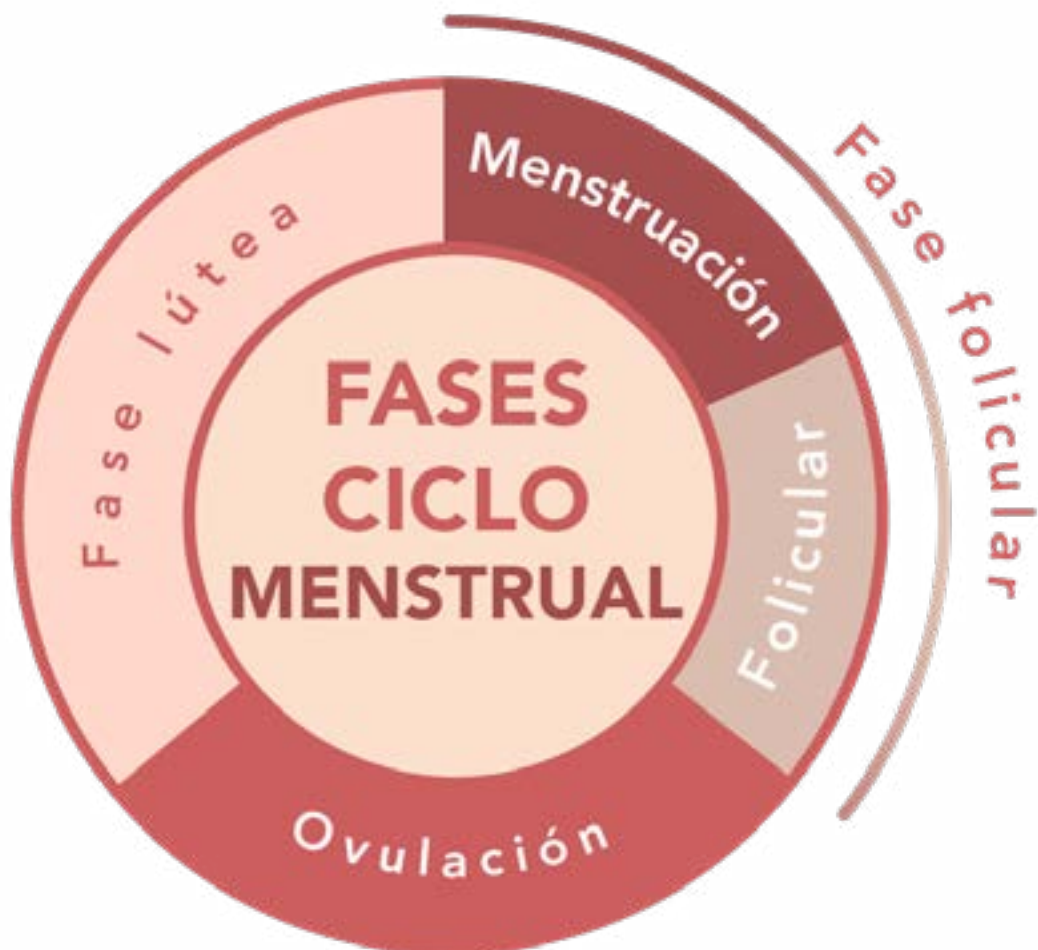 FASES
CICLO
MENSTRUAL
Menstruación
Folicular
Ovulación
Fase lútea
Fase folicular